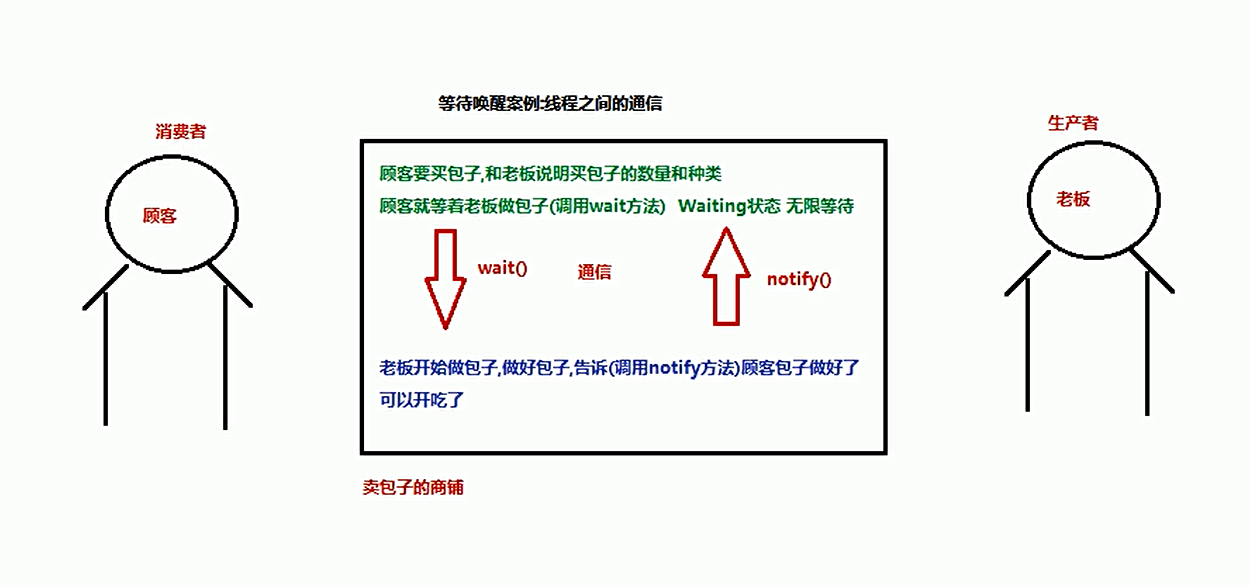 等待唤醒案例:线程之间的通信
消费者
生产者
顾客
老板
顾客要买包子,和老板说明买包子的数量和种类
顾客就等着老板做包子(调用wait方法) Waiting状态 无限等待
wait()
通信
notify()
老板开始做包子,做好包子,告诉(调用notify方法)顾客包子做好了
可以开吃了
卖包子的商铺